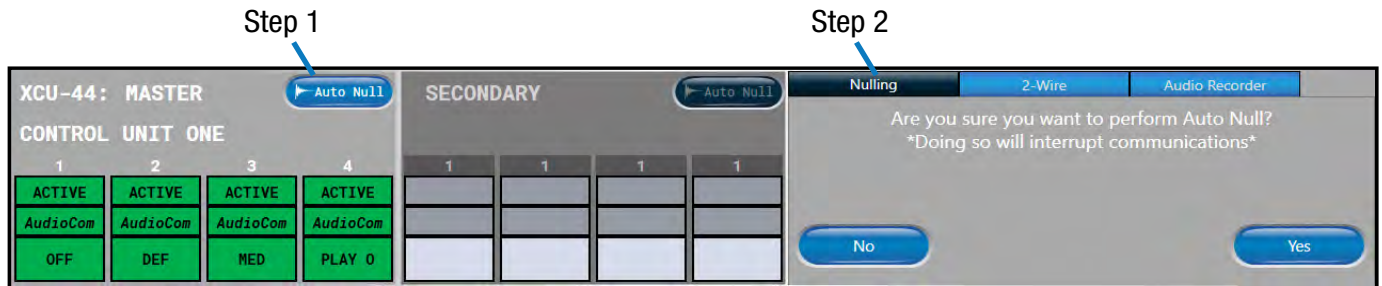 Step 1
Step 2
XCU-44: MASTER
Auto Null
CONTROL UNIT ONE
1 2 3 4
ACTIVE ACTIVE ACTIVE ACTIVE
AudioCom AudioCom AudioCom AudioCom
OFF DEF MED PLAY O
SECONDARY
Auto Null
1 1 1 1
Nulling 2-Wire Audio Recorder
Are you sure you want to perform Auto Null?
*Doing so will interrupt communications*
No Yes